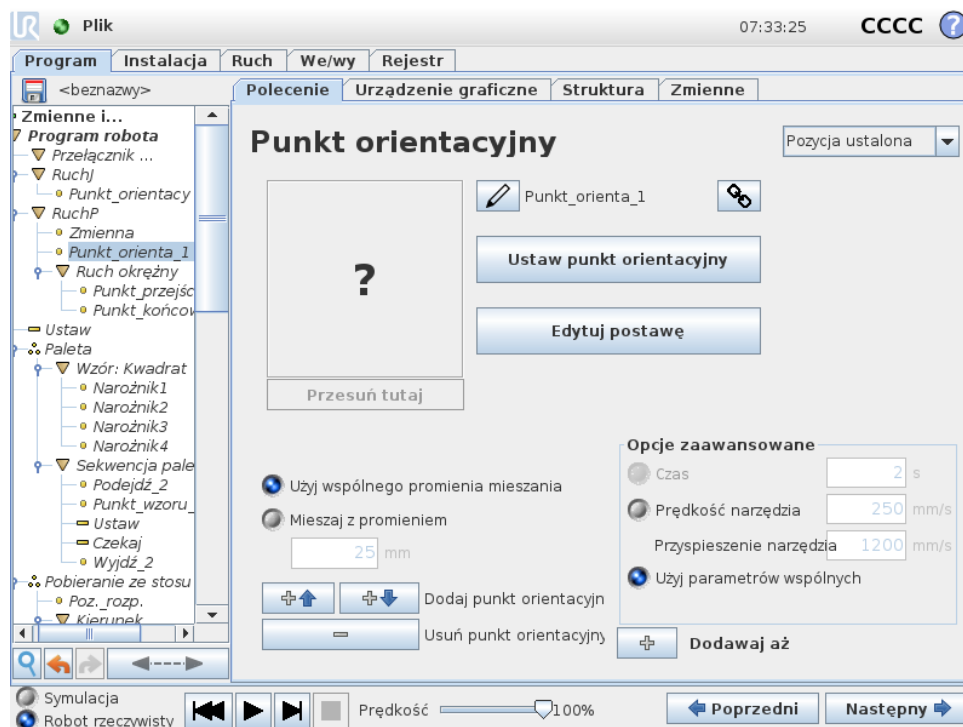 UR Plik 07:33:25 CCCC ?
Program Instalacja Ruch We/wy Rejestr
<beznazwy>
Polecenie Urządzenie graficzne Struktura Zmienne
Zmienne i...
Program robota
Przełącznik ...
RuchJ
Punkt_orientacy
RuchP
Zmienna
Punkt_orienta_1
Ruch okrężny
Punkt_przejśc
Punkt_końcow
Ustaw
Paleta
Wzór: Kwadrat
Narożnik1
Narożnik2
Narożnik3
Narożnik4
Sekwencja pale
Podejdź_2
Punkt_wzoru_
Ustaw
Czekaj
Wyjdź_2
Pobieranie ze stosu
Poz._rozp.
Kierunek
Punkt orientacyjny
Pozycja ustalona
?
Punkt_orienta_1
Ustaw punkt orientacyjny
Edytuj postawę
Przesuń tutaj
Użyj wspólnego promienia mieszania
Mieszaj z promieniem
25 mm
Dodaj punkt orientacyjn
Usuń punkt orientacyjny
Opcje zaawansowane
Czas 2 s
Prędkość narzędzia 250 mm/s
Przyspieszenie narzędzia 1200 mm/s
Użyj parametrów wspólnych
Dodawaj aż
Symulacja
Robot rzeczywisty
Prędkość 100%
Poprzedni Następny